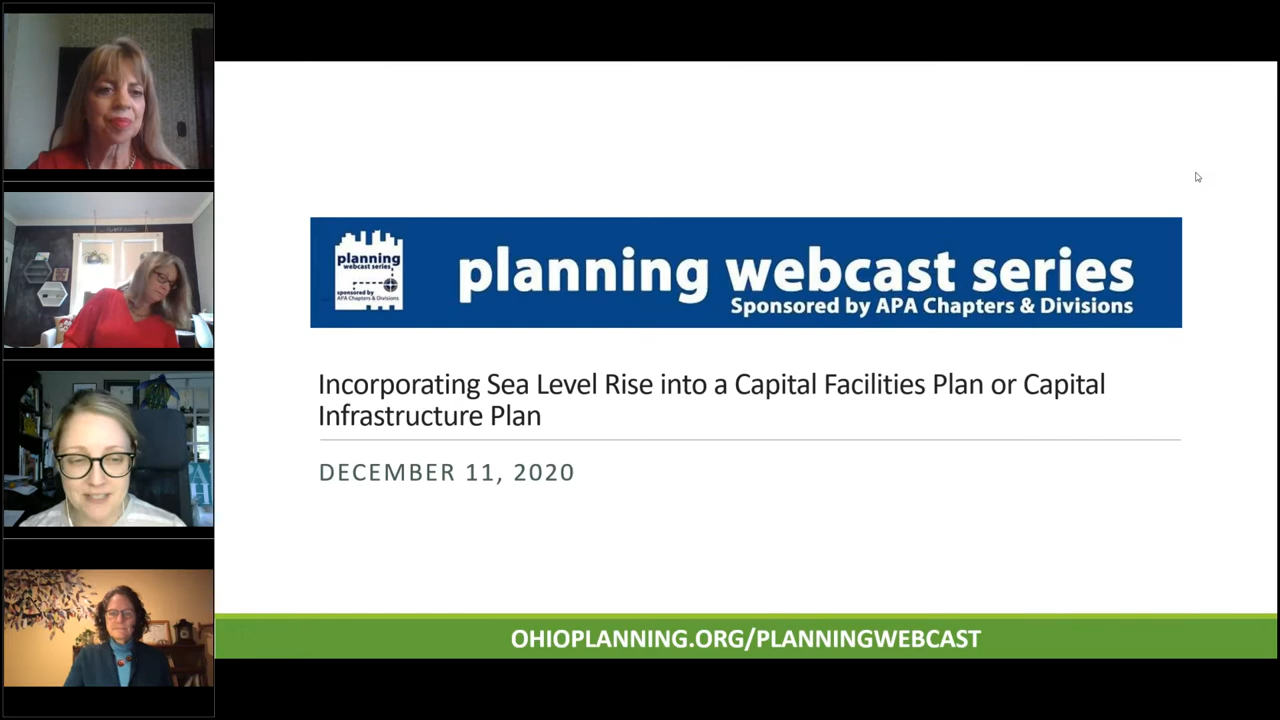 planning
webcast series
sponsored by
APA Chapters & Divisions
planning webcast series
Sponsored by APA Chapters & Divisions
Incorporating Sea Level Rise into a Capital Facilities Plan or Capital
Infrastructure Plan
DECEMBER 11, 2020
OHIOPLANNING.ORG/PLANNINGWEBCAST